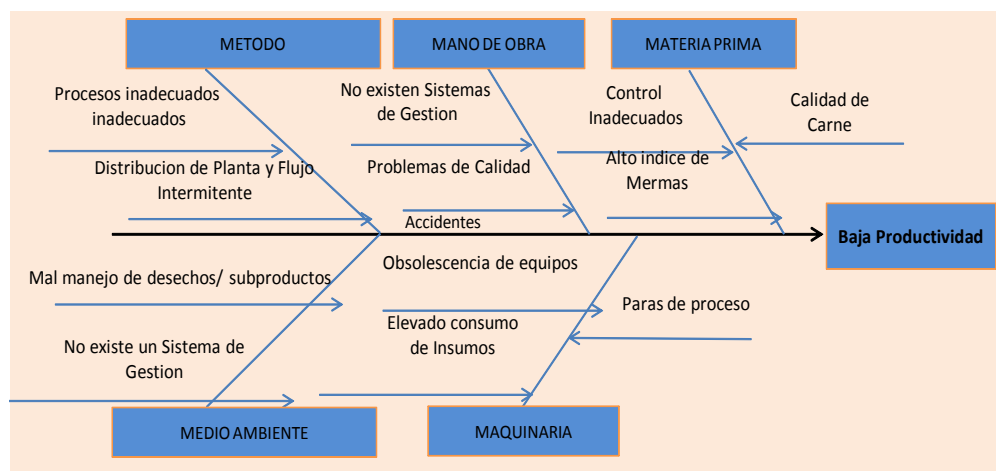 METODO
MANO DE OBRA
MATERIA PRIMA
Procesos inadecuados
inadecuados
No existen Sistemas
de Gestion
Control
Inadecuados
Calidad de
Carne
Distribucion de Planta y Flujo
Intermitente
Problemas de Calidad
Alto indice de
Mermas
Accidentes
Baja Productividad
Mal manejo de desechos/ subproductos
Obsolescencia de equipos
Paras de proceso
Elevado consumo
de Insumos
No existe un Sistema de
Gestion
MEDIO AMBIENTE
MAQUINARIA